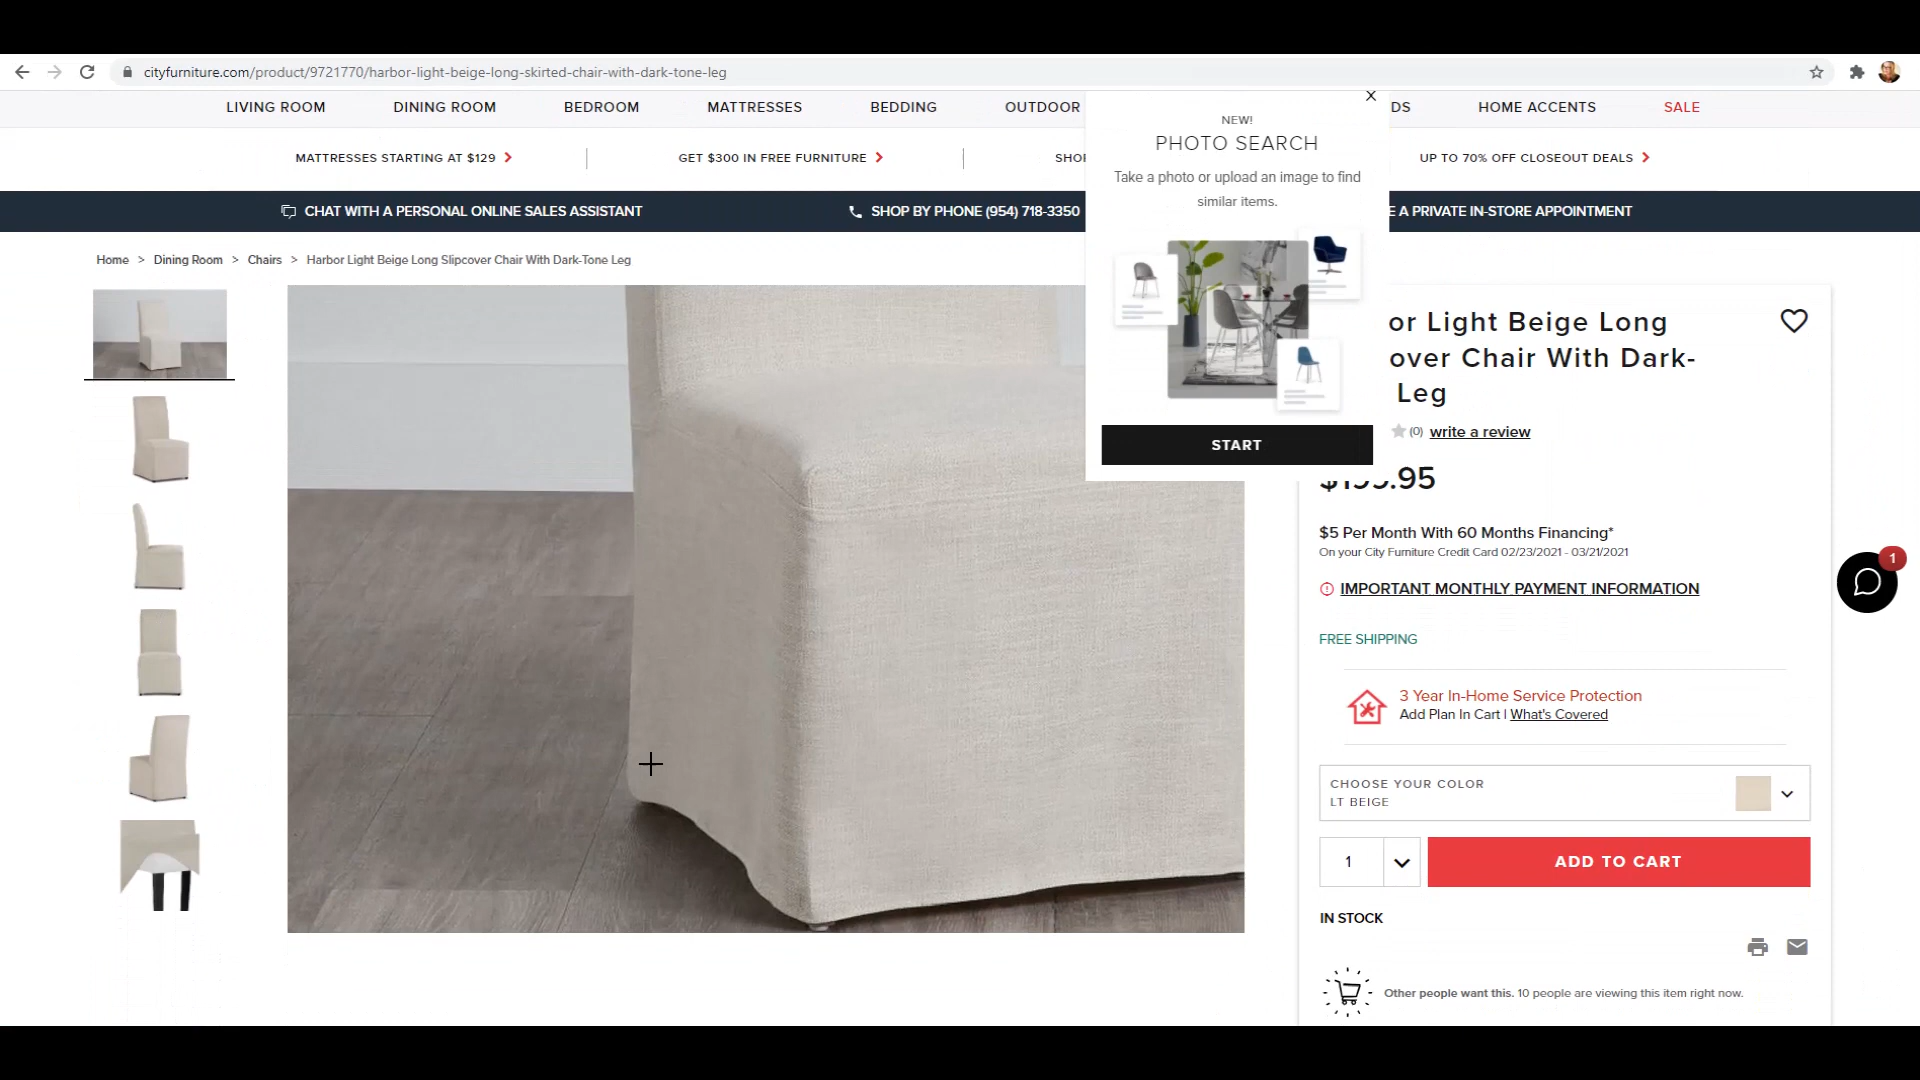 cityfurniture.com/product/9721770/harbor-light-beige-long-skirted-chair-with-dark-tone-leg
LIVING ROOM DINING ROOM BEDROOM MATTRESSES BEDDING OUTDOOR DS HOME ACCENTS SALE
X
NEW!
PHOTO SEARCH
Take a photo or upload an image to find
similar items.
START
MATTRESSES STARTING AT $129 GET $300 IN FREE FURNITURE SHOP UP TO 70% OFF CLOSEOUT DEALS
CHAT WITH A PERSONAL ONLINE SALES ASSISTANT SHOP BY PHONE (954) 718-3350 E A PRIVATE IN-STORE APPOINTMENT
Home > Dining Room > Chairs > Harbor Light Beige Long Slipcover Chair With Dark-Tone Leg
or Light Beige Long
over Chair With Dark-
Leg
(0) write a review
$5 Per Month With 60 Months Financing*
On your City Furniture Credit Card 02/23/2021 - 03/21/2021
IMPORTANT MONTHLY PAYMENT INFORMATION
1
FREE SHIPPING
3 Year In-Home Service Protection
Add Plan In Cart | What's Covered
CHOOSE YOUR COLOR
LT BEIGE
1 ADD TO CART
IN STOCK
Other people want this. 10 people are viewing this item right now.